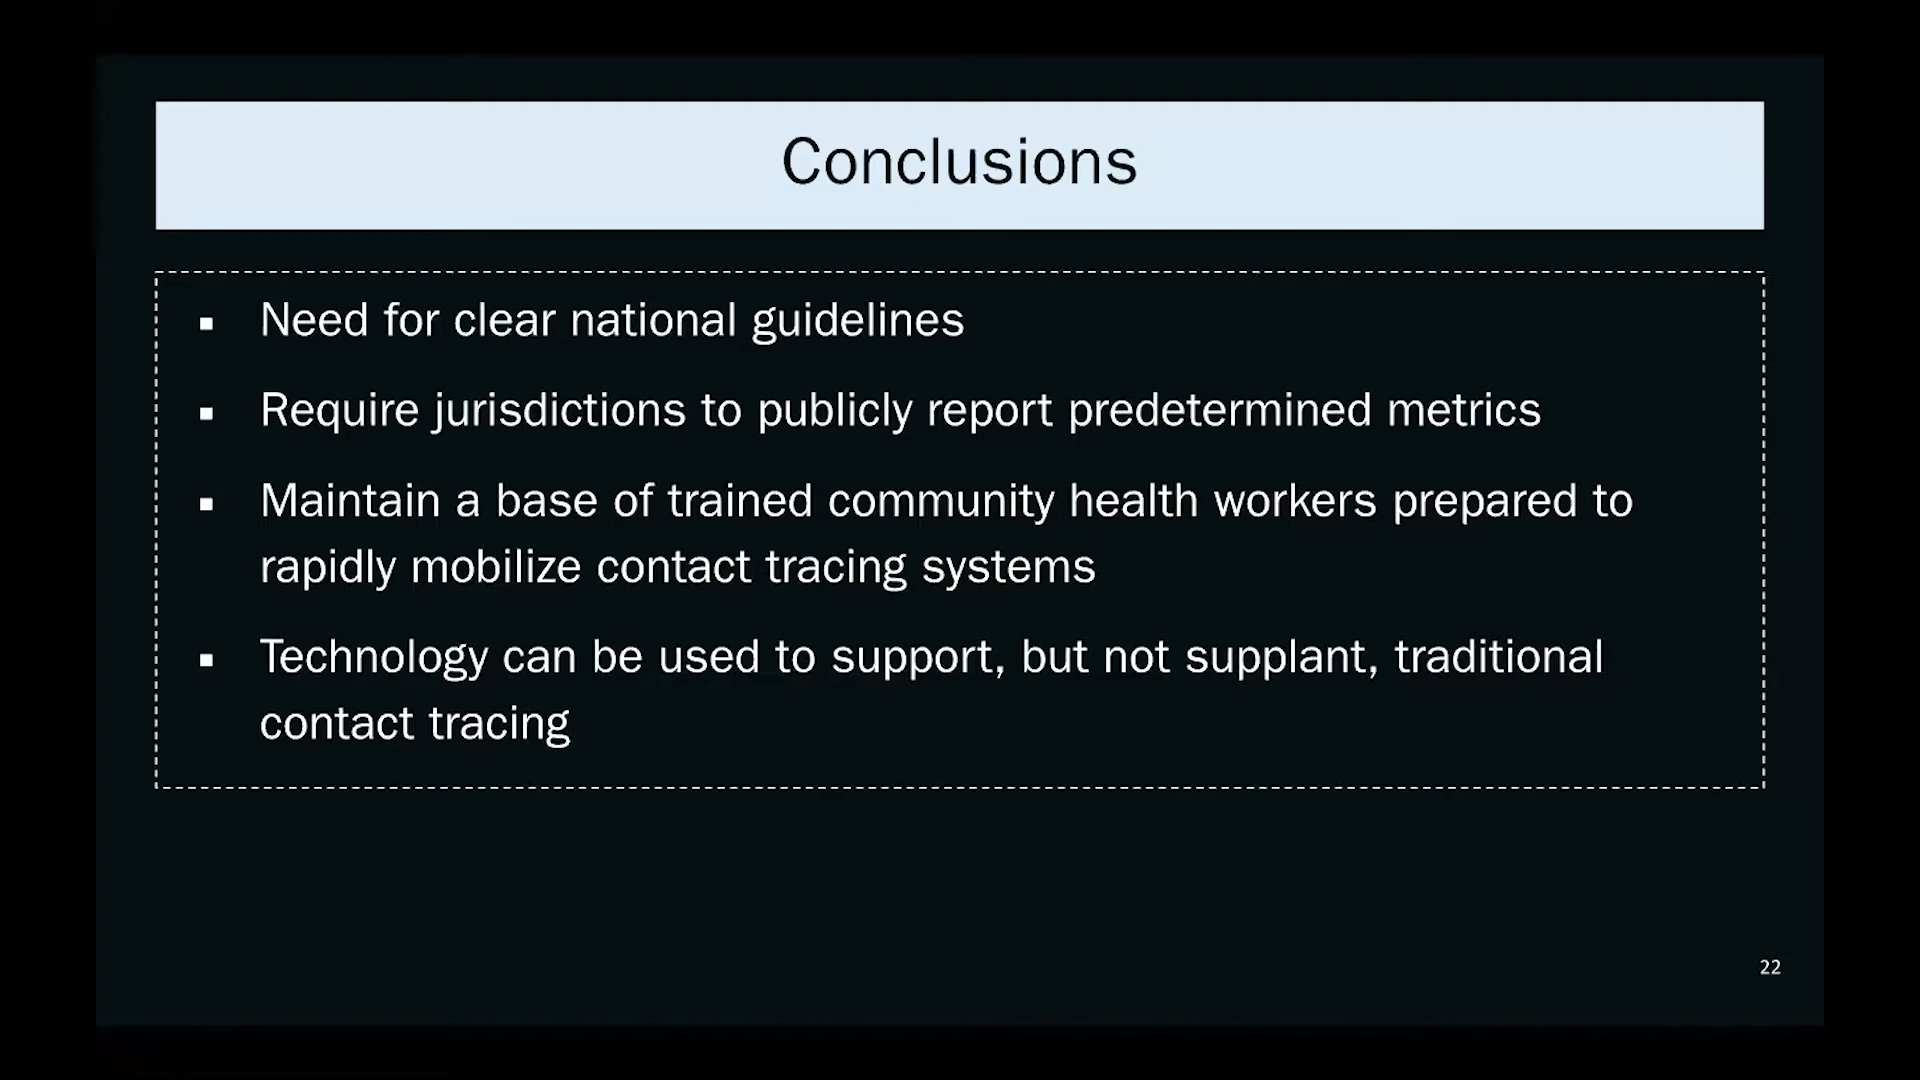 Conclusions
▪ Need for clear national guidelines
▪ Require jurisdictions to publicly report predetermined metrics
▪ Maintain a base of trained community health workers prepared to
rapidly mobilize contact tracing systems
▪ Technology can be used to support, but not supplant, traditional
contact tracing
22